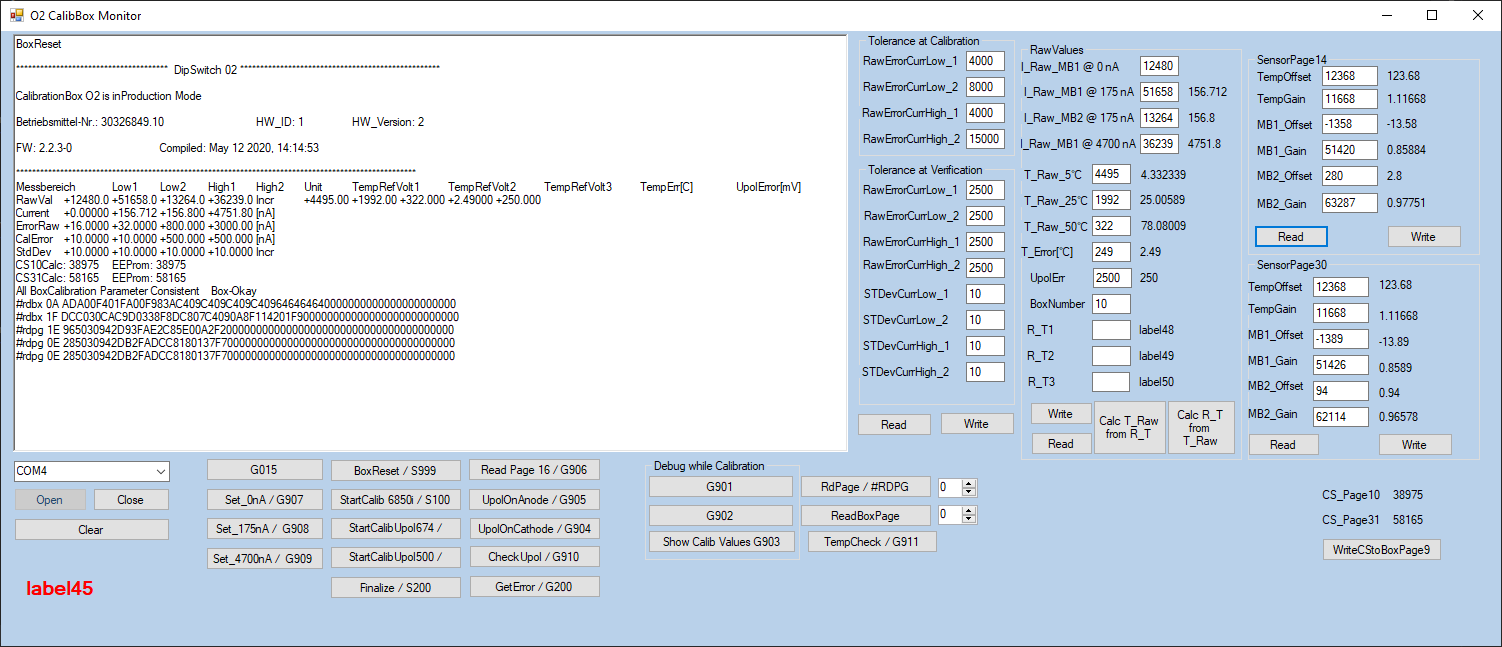 O2 CalibBox Monitor
BoxReset
************************************** DipSwitch 02 **************************************************
CalibrationBox O2 is inProduction Mode
Betriebsmittel-Nr.: 30326849.10 HW_ID: 1 HW_Version: 2
FW: 2.2.3-0 Compiled: May 12 2020, 14:14:53
****************************************************************************************************
Messbereich Low1 Low2 High1 High2 Unit TempRefVolt1 TempRefVolt2 TempRefVolt3 TempErr[C] UpolError[mV]
RawVal +12480.0 +51658.0 +13264.0 +36239.0 Incr +4495.00 +1992.00 +322.000 +2.49000 +250.000
Current +0.00000 +156.712 +156.800 +4751.80 [nA]
ErrorRaw +16.0000 +32.0000 +800.000 +3000.00 [nA]
CalError +10.0000 +10.0000 +500.000 +500.000 [nA]
StdDev +10.0000 +10.0000 +10.0000 +10.0000 Incr
CS10Calc: 38975 EEProm: 38975
CS31Calc: 58165 EEProm: 58165
All BoxCalibration Parameter Consistent Box-Okay
#rdbx 0A ADA00F401FA00F983AC409C409C409C40964646464000000000000000000000
#rdbx 1F DCC030CAC9D0338F8DC807C4090A8F114201F90000000000000000000000000
#rdpg 1E 965030942D93FAE2C85E00A2F20000000000000000000000000000000000000
#rdpg 0E 285030942DB2FADCC8180137F70000000000000000000000000000000000000
#rdpg 0E 285030942DB2FADCC8180137F70000000000000000000000000000000000000
Tolerance at Calibration
RawErrorCurrLow_1 4000
RawErrorCurrLow_2 8000
RawErrorCurrHigh_1 4000
RawErrorCurrHigh_2 15000
Tolerance at Verification
RawErrorCurrLow_1 2500
RawErrorCurrLow_2 2500
RawErrorCurrHigh_1 2500
RawErrorCurrHigh_2 2500
STDevCurrLow_1 10
STDevCurrLow_2 10
STDevCurrHigh_1 10
STDevCurrHigh_2 10
Read Write
RawValues
I_Raw_MB1 @ 0 nA 12480
I_Raw_MB1 @ 175 nA 51658 156.712
I_Raw_MB2 @ 175 nA 13264 156.8
I_Raw_MB1 @ 4700 nA 36239 4751.8
T_Raw_5°C 4495 4.332339
T_Raw_25°C 1992 25.00589
T_Raw_50°C 322 78.08009
T_Error[°C] 249 2.49
UpolErr 2500 250
BoxNumber 10
R_T1 label48
R_T2 label49
R_T3 label50
Write
Read
Calc T_Raw
from R_T
Calc R_T
from
T_Raw
SensorPage14
TempOffset 12368 123.68
TempGain 11668 1.11668
MB1_Offset -1358 -13.58
MB1_Gain 51420 0.85884
MB2_Offset 280 2.8
MB2_Gain 63287 0.97751
Read Write
SensorPage30
TempOffset 12368 123.68
TempGain 11668 1.11668
MB1_Offset -1389 -13.89
MB1_Gain 51426 0.8589
MB2_Offset 94 0.94
MB2_Gain 62114 0.96578
Read Write
COM4
Open Close
Clear
label45
G015
Set_0nA / G907
Set_175nA / G908
Set_4700nA / G909
BoxReset / S999
StartCalib 6850i / S100
StartCalibUpol674 /
StartCalibUpol500 /
Finalize / S200
Read Page 16 / G906
UpolOnAnode / G905
UpolOnCathode / G904
CheckUpol / G910
GetError / G200
Debug while Calibration
G901
G902
Show Calib Values G903
RdPage / #RDPG 0
ReadBoxPage 0
TempCheck / G911
CS_Page10 38975
CS_Page31 58165
WriteCStoBoxPage9